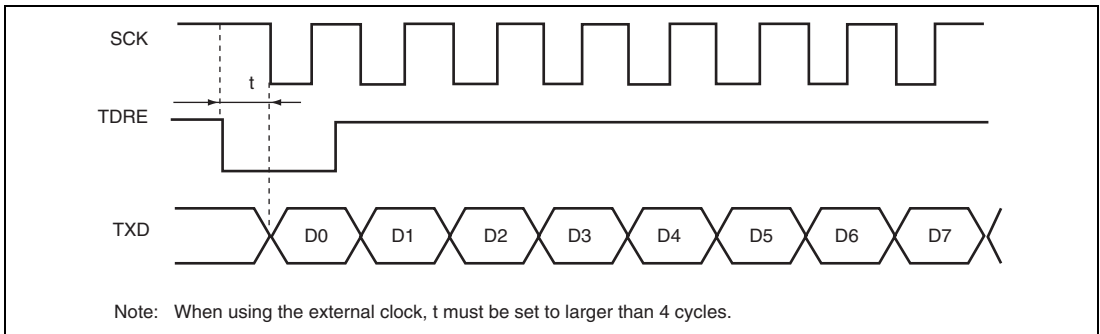 SCK
t
TDRE
TXD D0 D1 D2 D3 D4 D5 D6 D7
Note: When using the external clock, t must be set to larger than 4 cycles.